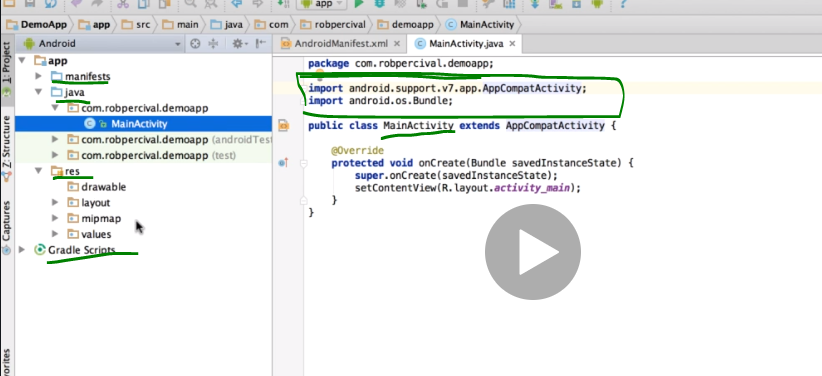 app
DemoApp app src main java com robpercival demoapp MainActivity
Android
AndroidManifest.xml MainActivity.java
1: Project
Z: Structure
Captures
app
manifests
java
com.robpercival.demoapp
MainActivity
com.robpercival.demoapp (androidTest
com.robpercival.demoapp (test)
res
drawable
layout
mipmap
values
Gradle Scripts
package com.robpercival.demoapp;
import android.support.v7.app.AppCompatActivity;
import android.os.Bundle;
public class MainActivity extends AppCompatActivity {
@Override
protected void onCreate(Bundle savedInstanceState) {
super.onCreate(savedInstanceState);
setContentView(R.layout.activity_main);
}
}